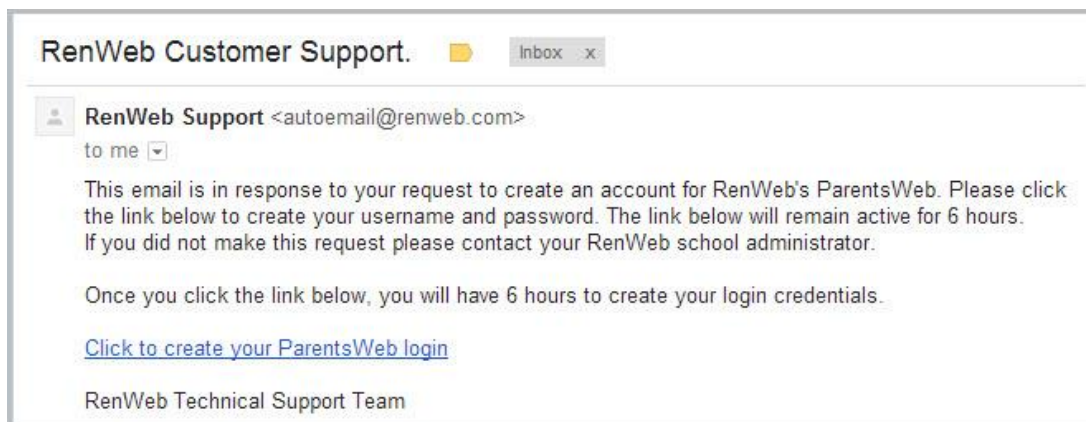 RenWeb Customer Support.
Inbox x
RenWeb Support <autoemail@renweb.com>
to me
This email is in response to your request to create an account for RenWeb's ParentsWeb. Please click
the link below to create your username and password. The link below will remain active for 6 hours.
If you did not make this request please contact your RenWeb school administrator.
Once you click the link below, you will have 6 hours to create your login credentials.
Click to create your ParentsWeb login
RenWeb Technical Support Team